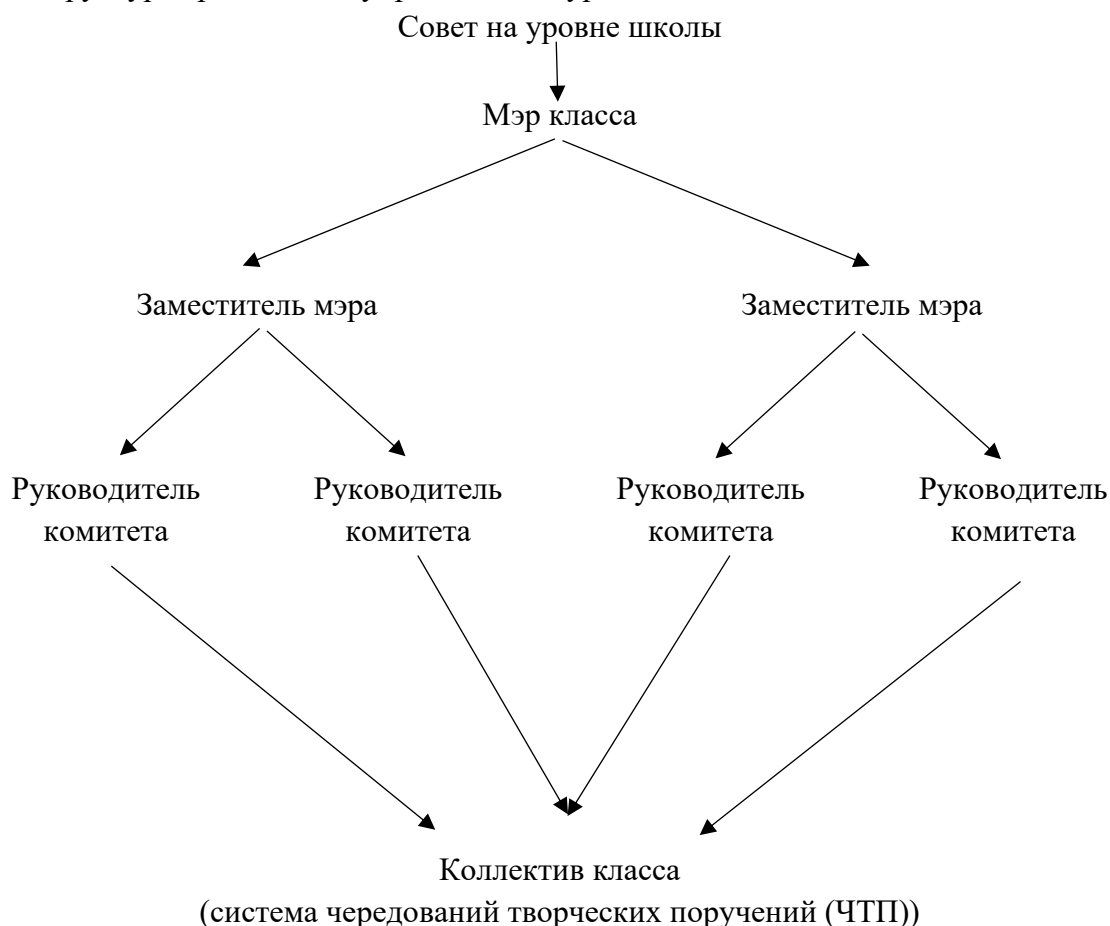 Совет на уровне школы
Мэр класса
Заместитель мэра Заместитель мэра
Руководитель Руководитель Руководитель Руководитель
комитета комитета комитета комитета
Коллектив класса
(система чередований творческих поручений (ЧТП))